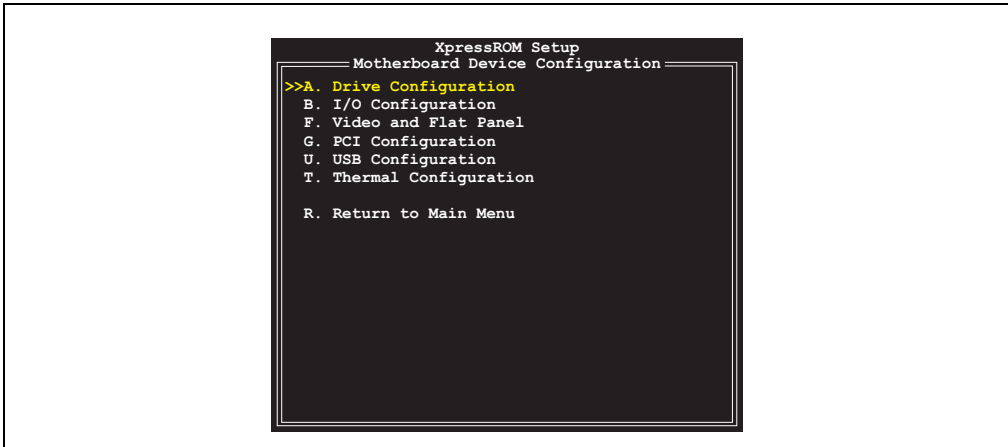 XpressROM Setup
Motherboard Device Configuration
>>A. Drive Configuration
B. I/O Configuration
F. Video and Flat Panel
G. PCI Configuration
U. USB Configuration
T. Thermal Configuration
R. Return to Main Menu